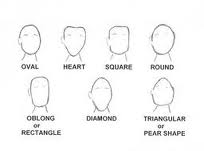 OVAL HEART SQUARE ROUND
OBLONG DIAMOND TRIANGULAR
or or
RECTANGLE PEAR SHAPE